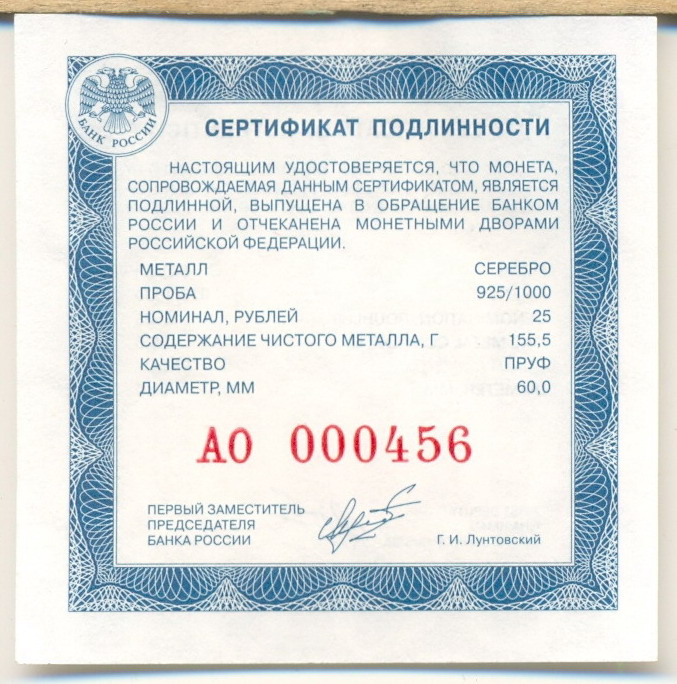 БАНК РОССИИ
СЕРТИФИКАТ ПОДЛИННОСТИ
НАСТОЯЩИМ УДОСТОВЕРЯЕТСЯ, ЧТО МОНЕТА,
СОПРОВОЖДАЕМАЯ ДАННЫМ СЕРТИФИКАТОМ, ЯВЛЯЕТСЯ
ПОДЛИННОЙ, ВЫПУЩЕНА В ОБРАЩЕНИЕ БАНКОМ
РОССИИ И ОТЧЕКАНЕНА МОНЕТНЫМИ ДВОРАМИ
РОССИЙСКОЙ ФЕДЕРАЦИИ.
МЕТАЛЛ СЕРЕБРО
ПРОБА 925/1000
НОМИНАЛ, РУБЛЕЙ 25
СОДЕРЖАНИЕ ЧИСТОГО МЕТАЛЛА, Г 155,5
КАЧЕСТВО ПРУФ
ДИАМЕТР, ММ 60,0
АО 000456
ПЕРВЫЙ ЗАМЕСТИТЕЛЬ
ПРЕДСЕДАТЕЛЯ
БАНКА РОССИИ Г. И. Лунтовский